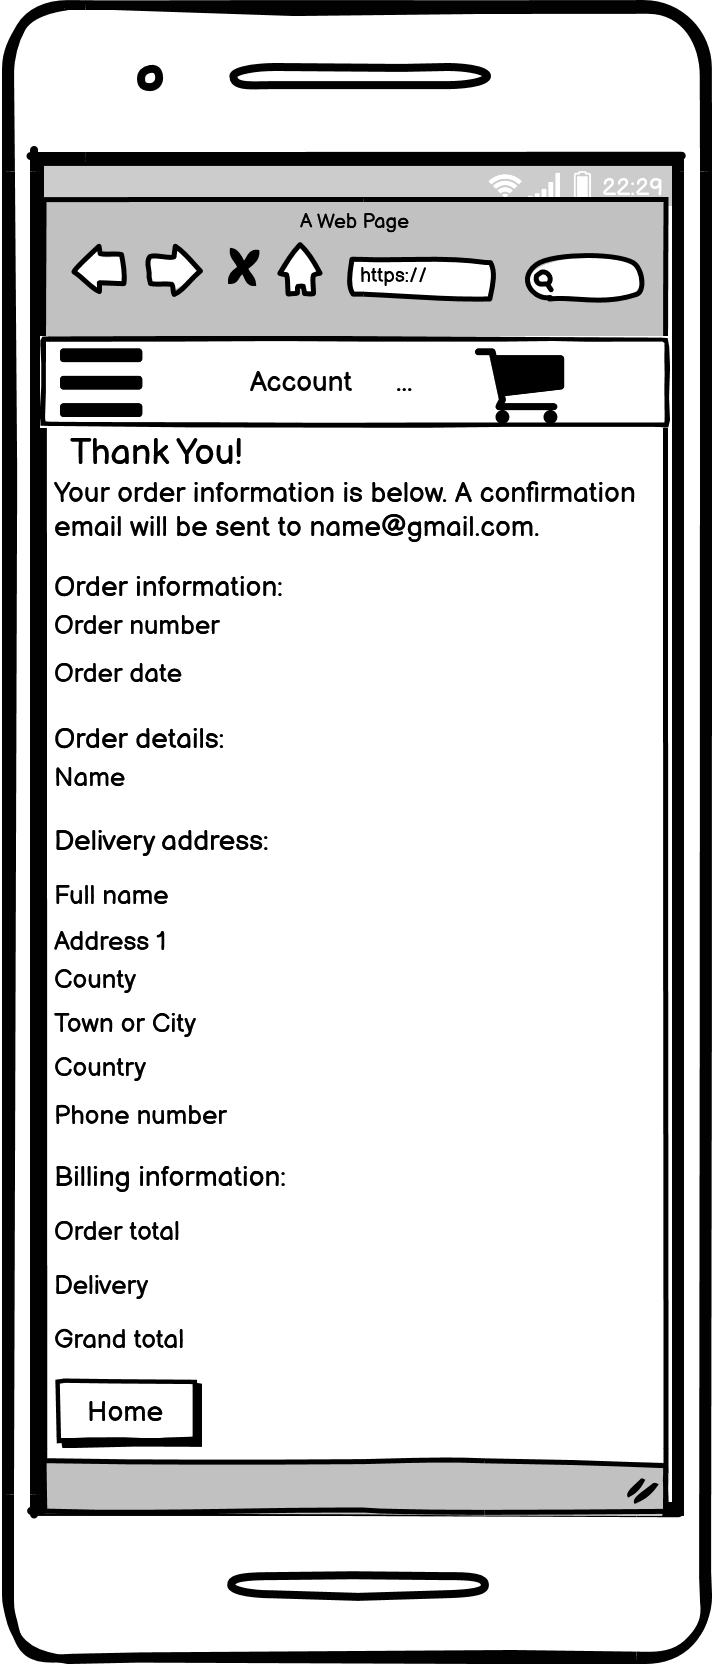 22:29
A Web Page
https://
Account ...
Thank You!
Your order information is below. A confirmation
email will be sent to name@gmail.com.
Order information:
Order number
Order date
Order details:
Name
Delivery address:
Full name
Address 1
County
Town or City
Country
Phone number
Billing information:
Order total
Delivery
Grand total
Home